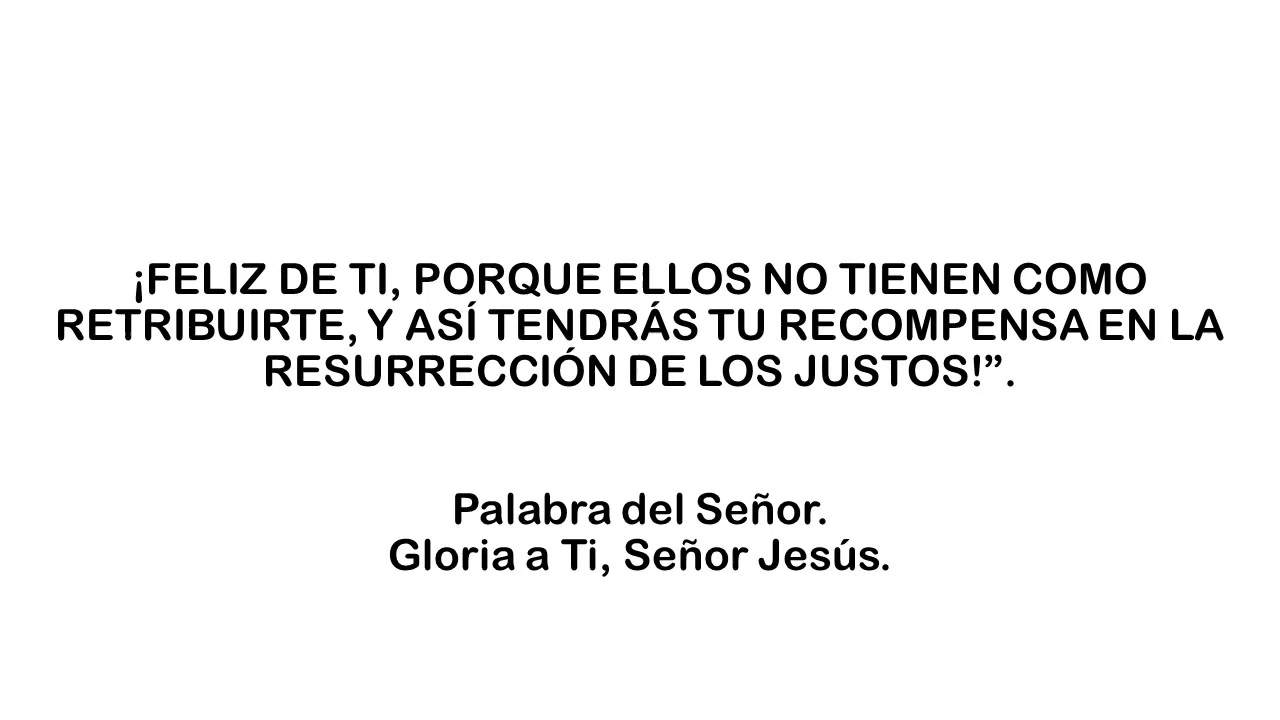 ¡FELIZ DE TI, PORQUE ELLOS NO TIENEN COMO
RETRIBUIRTE, Y ASÍ TENDRÁS TU RECOMPENSA EN LA
RESURRECCIÓN DE LOS JUSTOS!”.
Palabra del Señor.
Gloria a Ti, Señor Jesús.